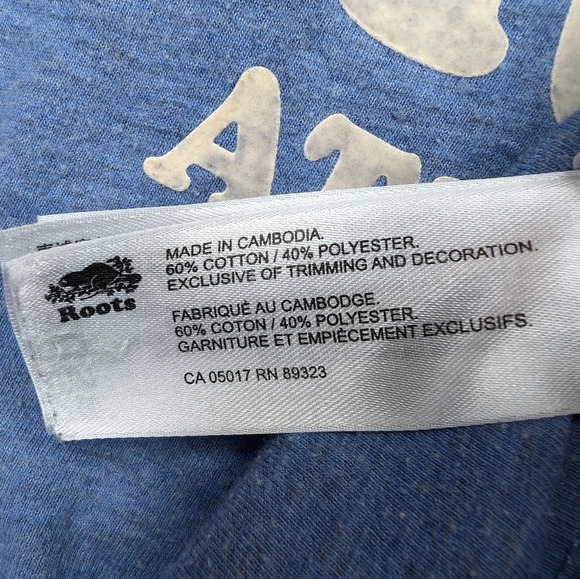 A
MADE IN CAMBODIA.
60% COTTON / 40% POLYESTER.
EXCLUSIVE OF TRIMMING AND DECORATION.
Roots
FABRIQUÉ AU CAMBODGE.
60% COTON / 40% POLYESTER.
GARNITURE ET EMPIÈCEMENT EXCLUSIFS.
CA 05017 RN 89323